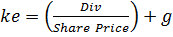 ke = (Div / Share Price) + g